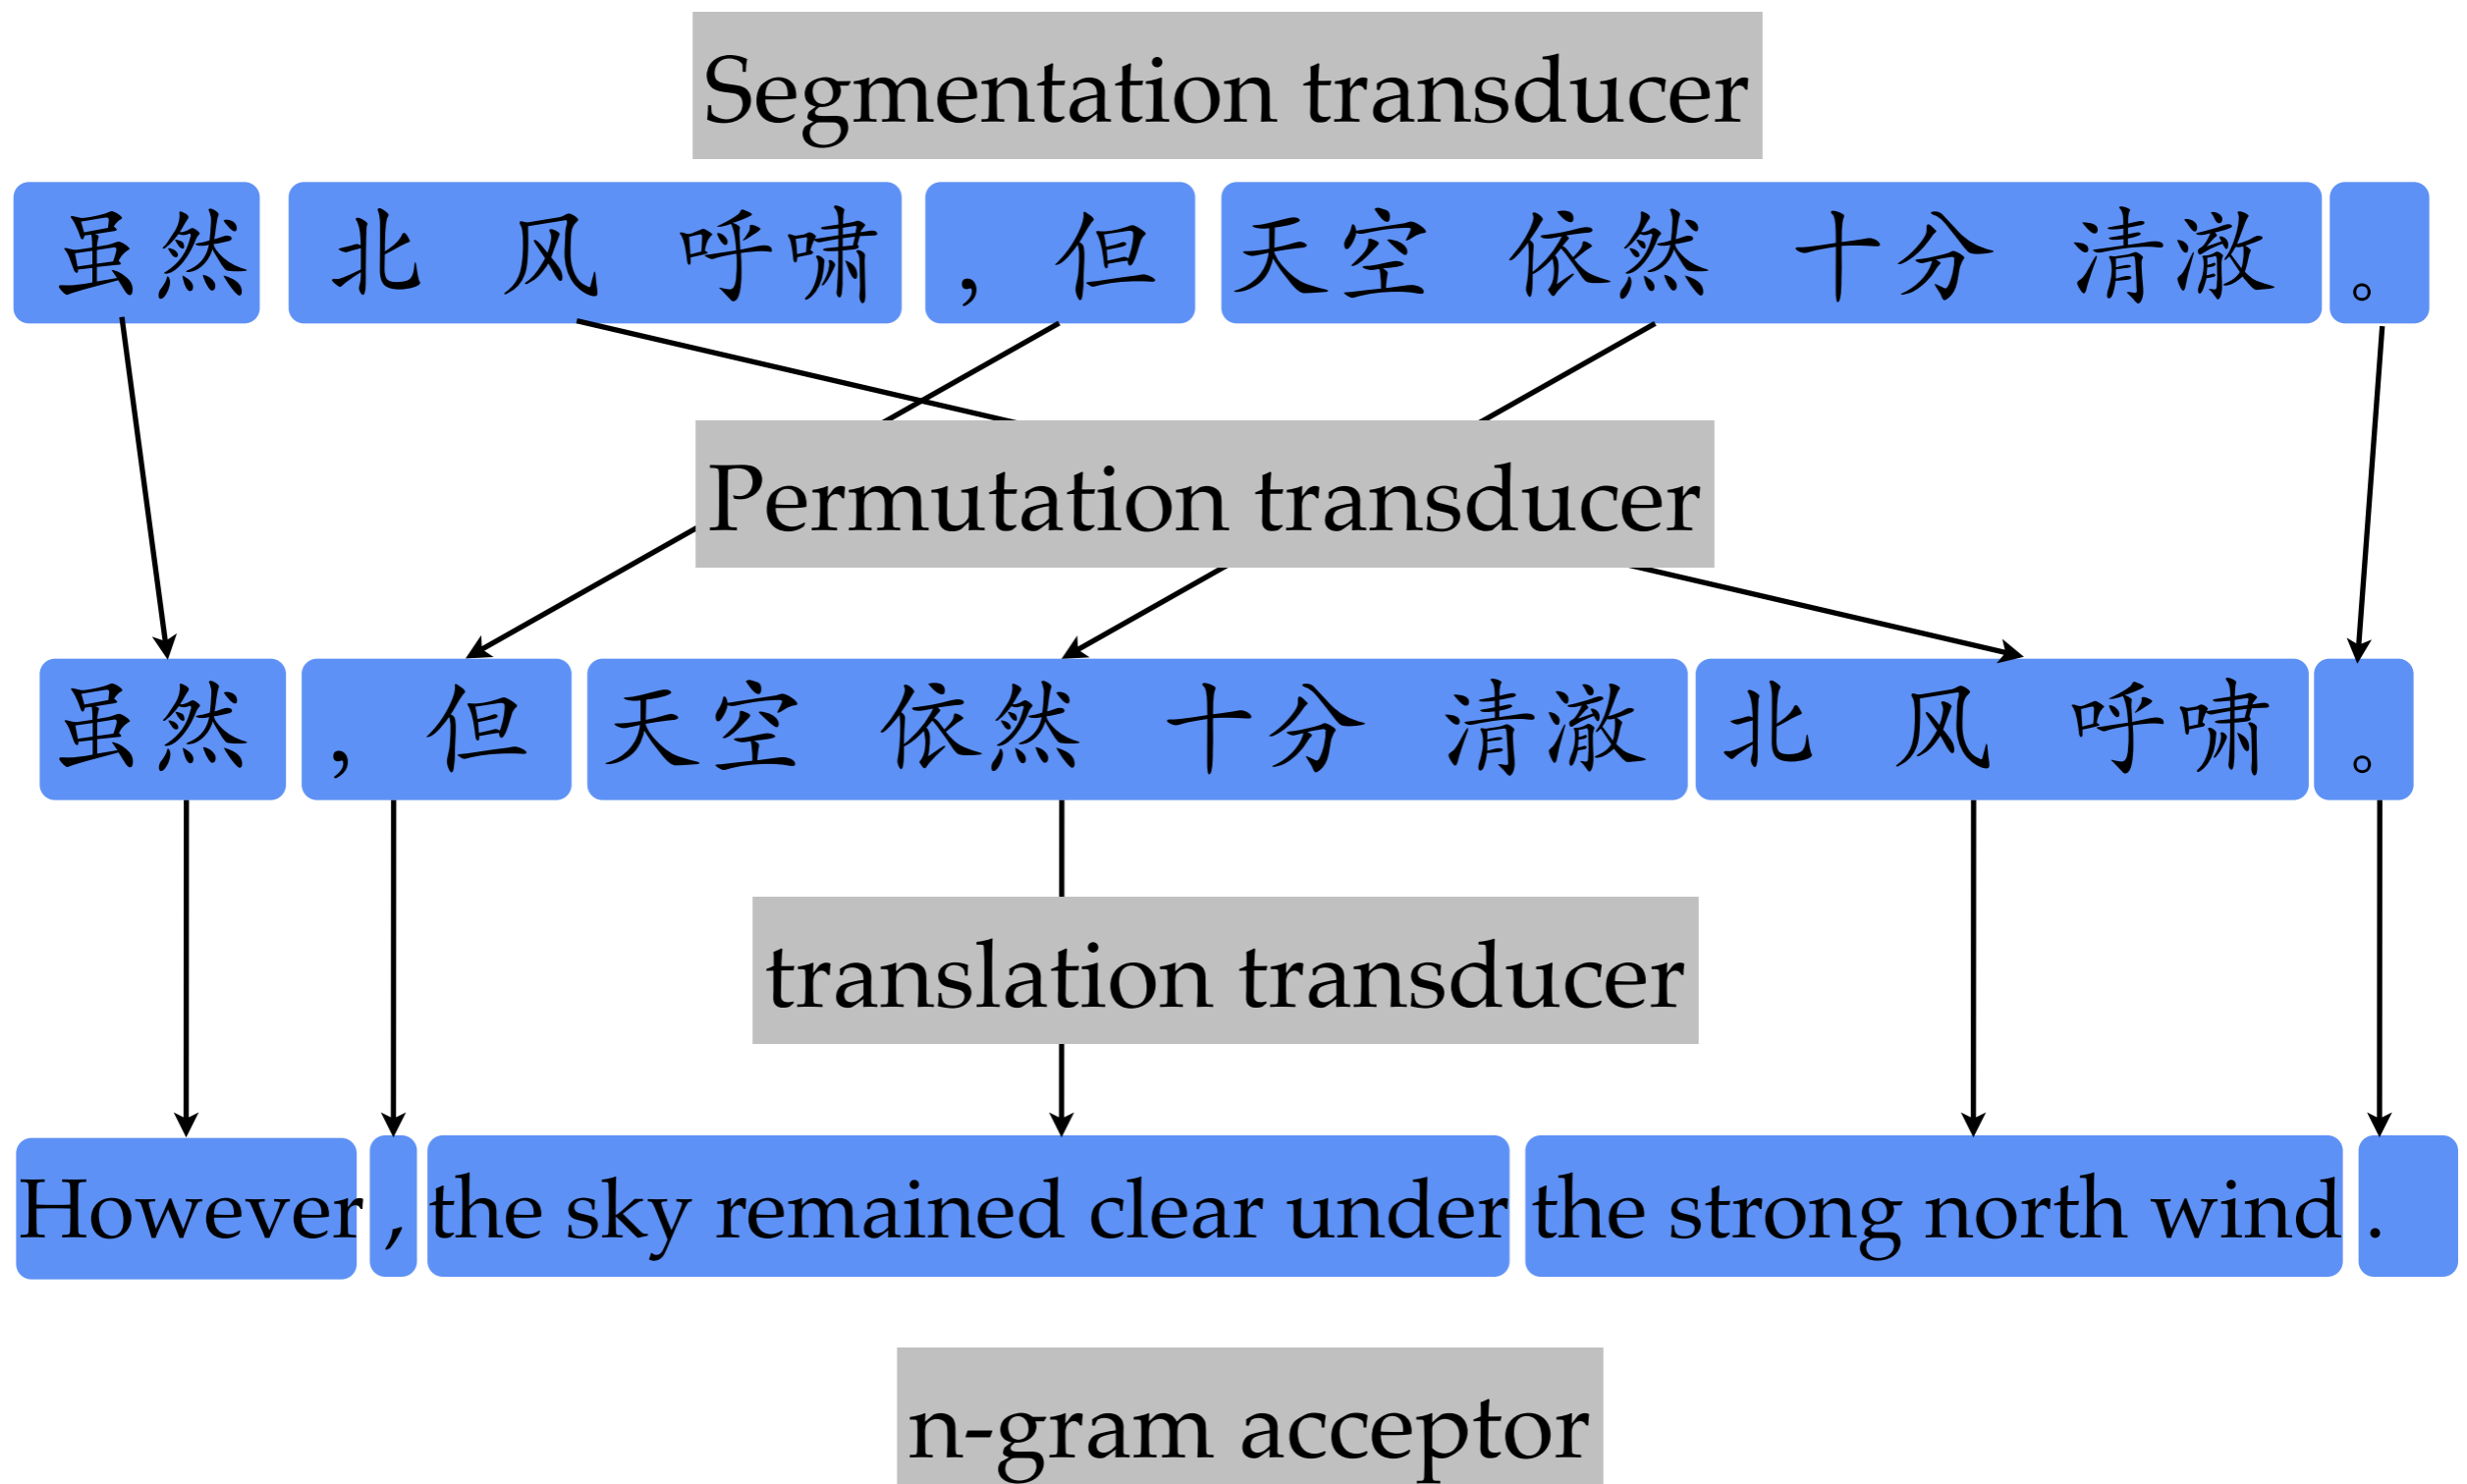 Segmentation transducer
虽然 北 风 呼啸 , 但 天空 依然 十分 清澈 。
Permutation transducer
虽然 , 但 天空 依然 十分 清澈 北 风 呼啸 。
translation transducer
However , the sky remained clear under the strong north wind .
n-gram acceptor